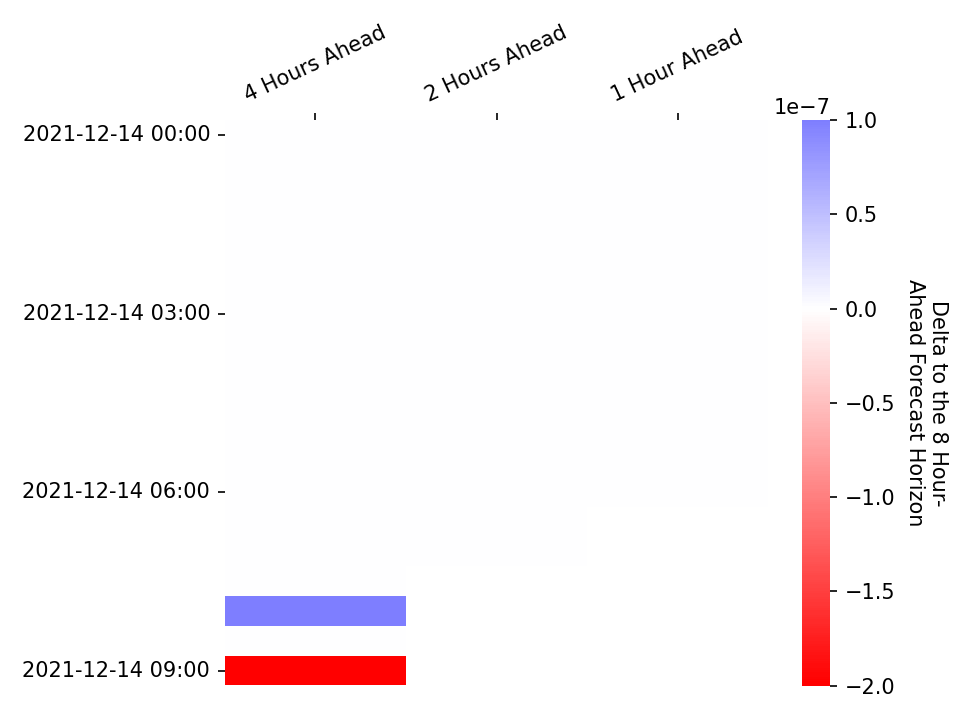 4 Hours Ahead
2 Hours Ahead
1 Hour Ahead
1e−7
2021-12-14 00:00
2021-12-14 03:00
2021-12-14 06:00
2021-12-14 09:00
1.0
0.5
0.0
−0.5
−1.0
−1.5
−2.0
Delta to the 8 Hour-
Ahead Forecast Horizon